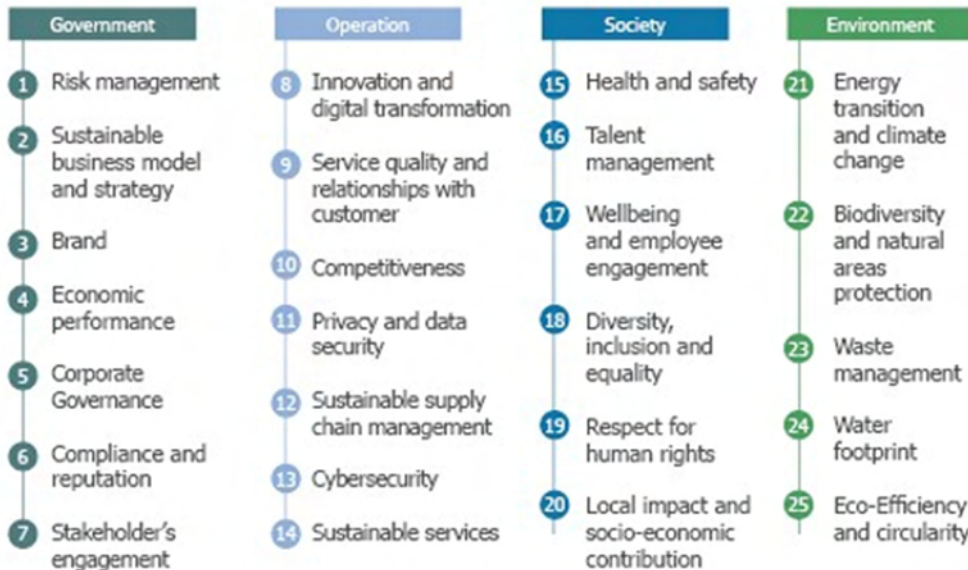 Government
1 Risk management
2 Sustainable
business model
and strategy
3 Brand
4 Economic
performance
5 Corporate
Governance
6 Compliance and
reputation
7 Stakeholder's
engagement
Operation
8 Innovation and
digital transformation
9 Service quality and
relationships with
customer
10 Competitiveness
11 Privacy and data
security
12 Sustainable supply
chain management
13 Cybersecurity
14 Sustainable services
Society
15 Health and safety
16 Talent
management
17 Wellbeing
and employee
engagement
18 Diversity,
inclusion and
equality
19 Respect for
human rights
20 Local impact and
socio-economic
contribution
Environment
21 Energy
transition
and climate
change
22 Biodiversity
and natural
areas
protection
23 Waste
management
24 Water
footprint
25 Eco-Efficiency
and circularity